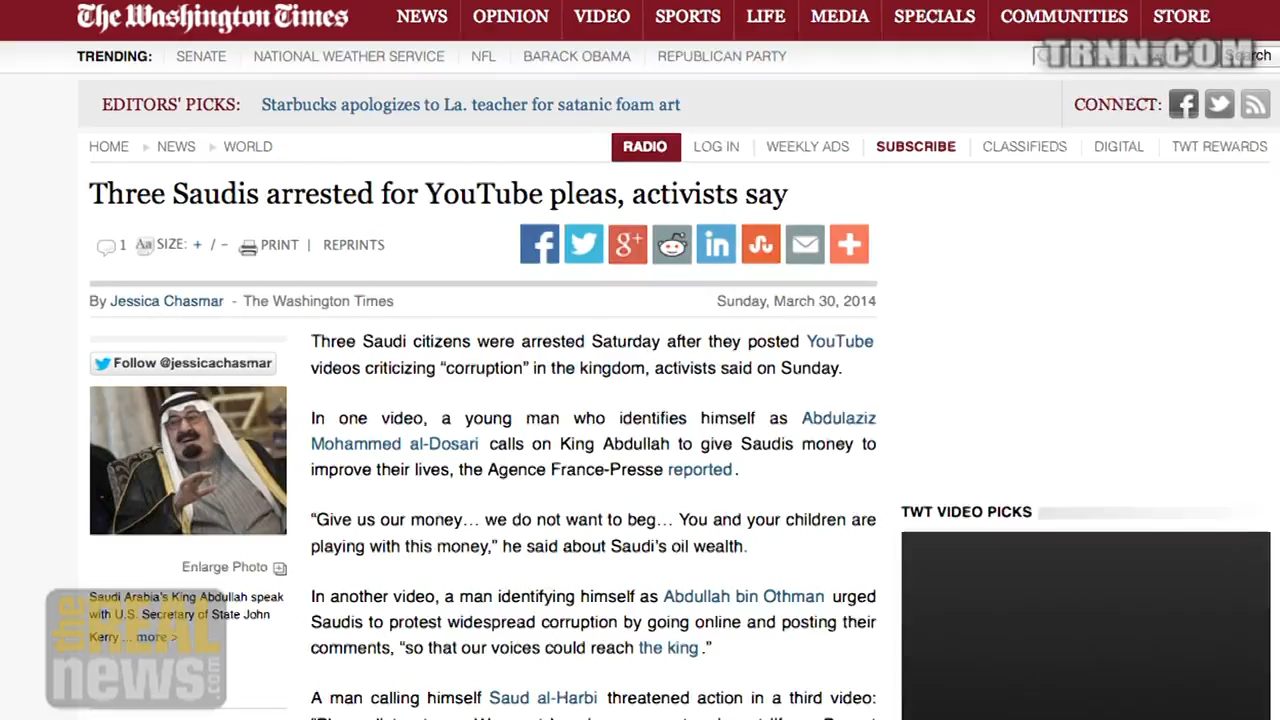 The Washington Times
NEWS OPINION VIDEO SPORTS LIFE MEDIA SPECIALS COMMUNITIES STORE
TRENDING: SENATE NATIONAL WEATHER SERVICE NFL BARACK OBAMA REPUBLICAN PARTY
TRNN.COM
Search
EDITORS' PICKS: Starbucks apologizes to La. teacher for satanic foam art
CONNECT:
HOME NEWS WORLD
RADIO LOG IN WEEKLY ADS SUBSCRIBE CLASSIFIEDS DIGITAL TWT REWARDS
Three Saudis arrested for YouTube pleas, activists say
1 Aa SIZE: + / - PRINT | REPRINTS
By Jessica Chasmar - The Washington Times
Sunday, March 30, 2014
Follow @jessicachasmar
Enlarge Photo
Saudi Arabia's King Abdullah speak
with U.S. Secretary of State John
Kerry ... more >
Three Saudi citizens were arrested Saturday after they posted YouTube
videos criticizing “corruption” in the kingdom, activists said on Sunday.
In one video, a young man who identifies himself as Abdulaziz
Mohammed al-Dosari calls on King Abdullah to give Saudis money to
improve their lives, the Agence France-Presse reported.
“Give us our money… we do not want to beg… You and your children are
playing with this money,” he said about Saudi’s oil wealth.
In another video, a man identifying himself as Abdullah bin Othman urged
Saudis to protest widespread corruption by going online and posting their
comments, “so that our voices could reach the king.”
A man calling himself Saud al-Harbi threatened action in a third video:
TWT VIDEO PICKS
the REAL
news.com